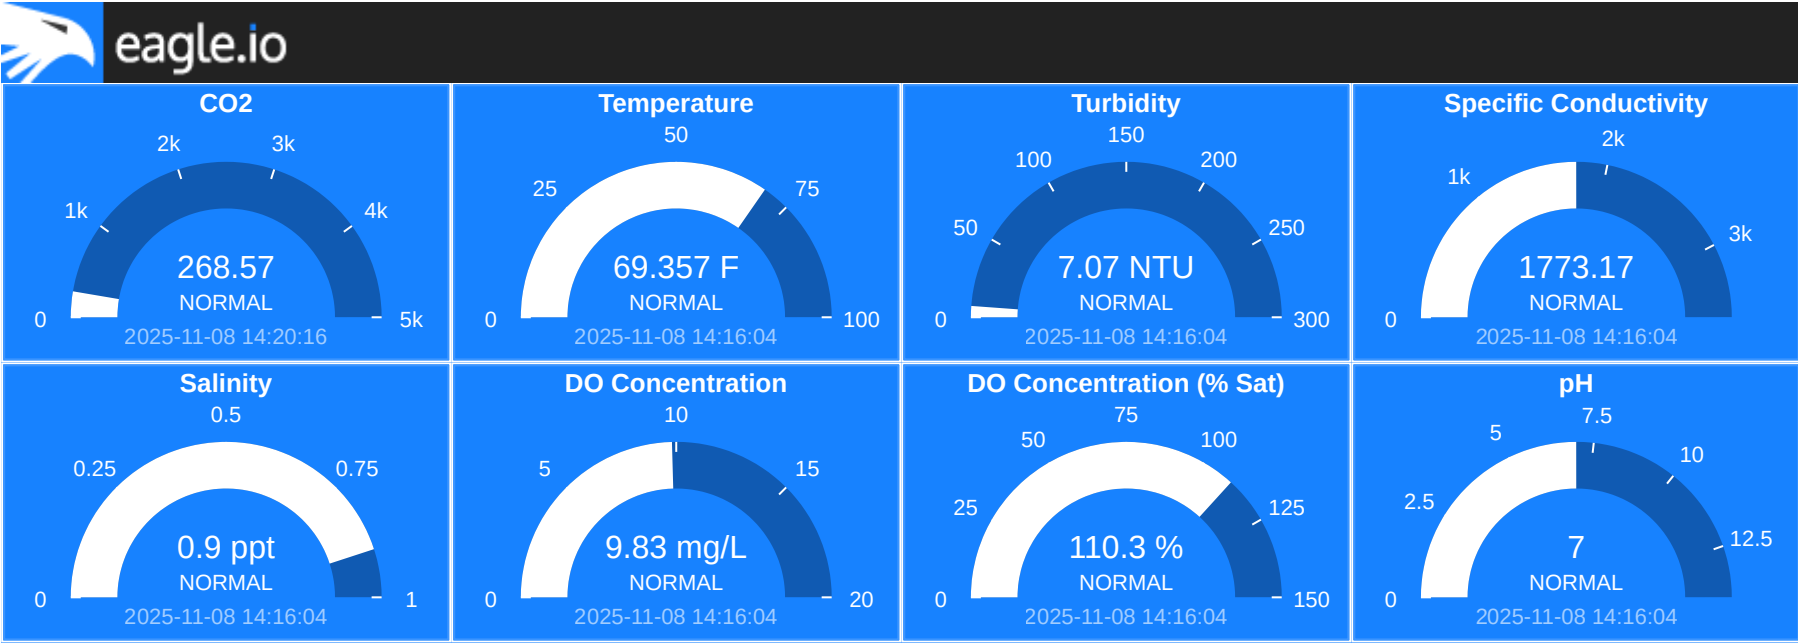 eagle.io
CO2
2k 3k
1k 4k
268.57
NORMAL
0 5k
2025-11-08 14:20:16
Temperature
50
25 75
69.357 F
NORMAL
0 100
2025-11-08 14:16:04
Turbidity
150
100 200
50 250
7.07 NTU
NORMAL
0 300
2025-11-08 14:16:04
Specific Conductivity
2k
1k
3k
1773.17
NORMAL
0
2025-11-08 14:16:04
Salinity
0.5
0.25 0.75
0.9 ppt
NORMAL
0 1
2025-11-08 14:16:04
DO Concentration
10
5 15
9.83 mg/L
NORMAL
0 20
2025-11-08 14:16:04
DO Concentration (% Sat)
75
50 100
25 125
110.3 %
NORMAL
0 150
2025-11-08 14:16:04
pH
7.5
5 10
2.5 12.5
7
NORMAL
0
2025-11-08 14:16:04